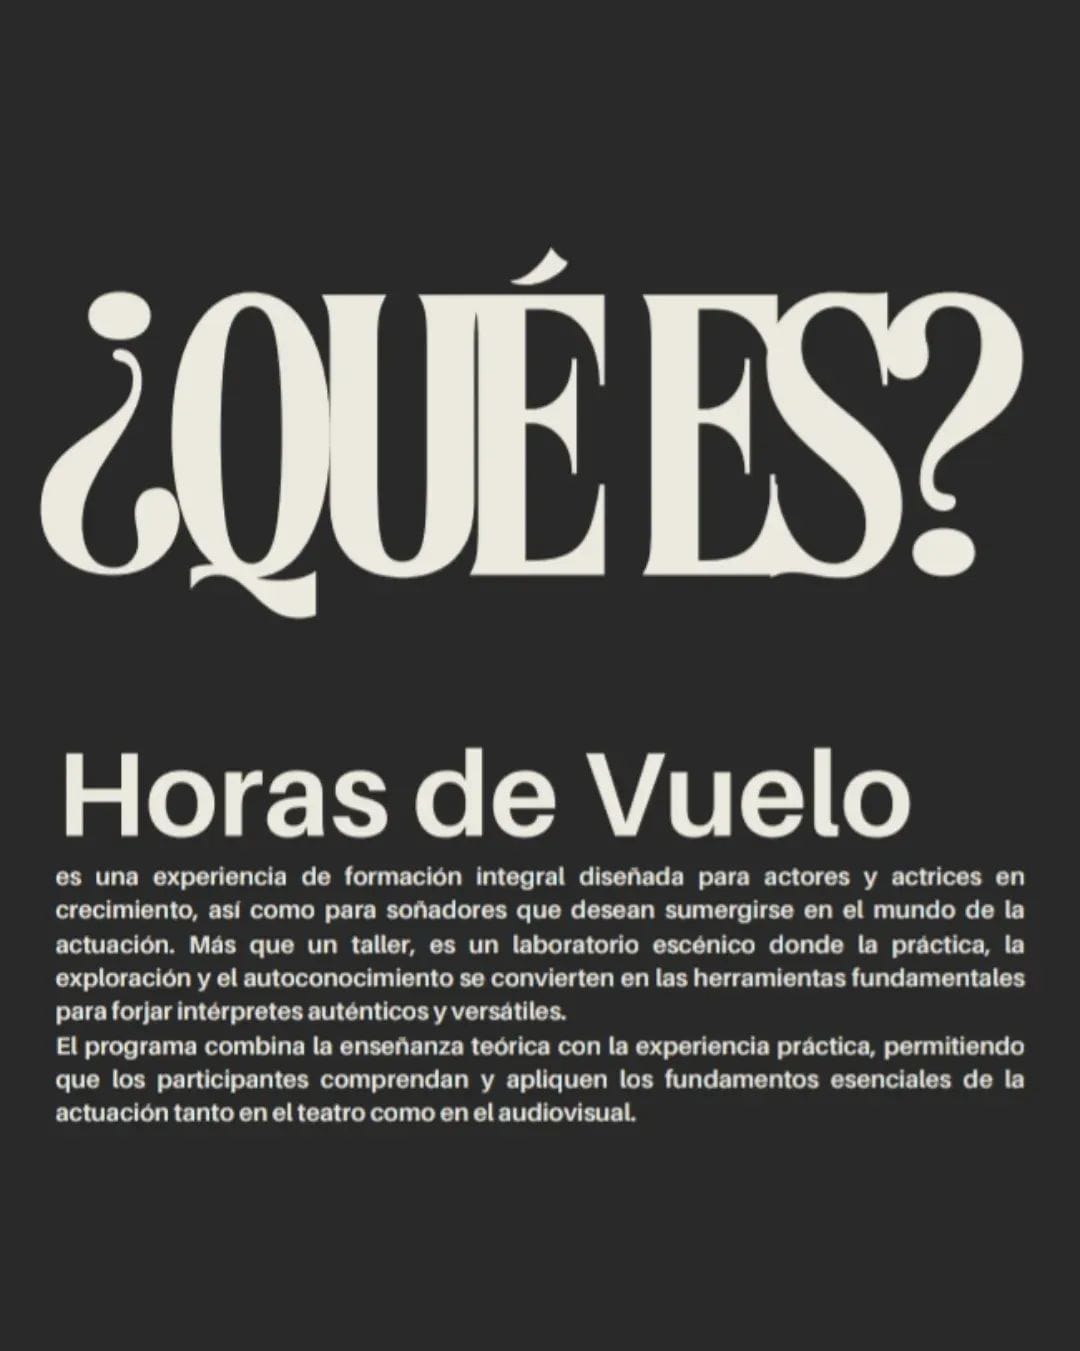 ¿QUÉ ES?
Horas de Vuelo
es una experiencia de formación integral diseñada para actores y actrices en
crecimiento, así como para soñadores que desean sumergirse en el mundo de la
actuación. Más que un taller, es un laboratorio escénico donde la práctica, la
exploración y el autoconocimiento se convierten en las herramientas fundamentales
para forjar intérpretes auténticos y versátiles.
El programa combina la enseñanza teórica con la experiencia práctica, permitiendo
que los participantes comprendan y apliquen los fundamentos esenciales de la
actuación tanto en el teatro como en el audiovisual.